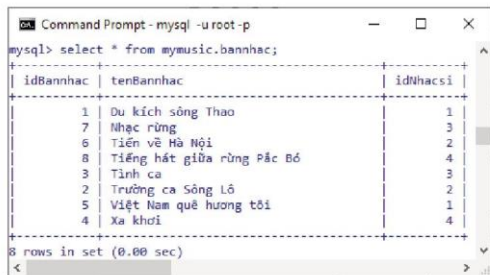 Command Prompt - mysql -u root -p
mysql> select * from mymusic.bannhac;
| idBannhac | tenBannhac | idNhacsi |
| 1 | Du kích sông Thao | 1 |
| 7 | Nhạc rừng | 3 |
| 6 | Tiến về Hà Nội | 2 |
| 8 | Tiếng hát giữa rừng Pắc Bó | 4 |
| 3 | Tình ca | 3 |
| 2 | Trường ca Sông Lô | 2 |
| 5 | Việt Nam quê hương tôi | 1 |
| 4 | Xa khơi | 4 |
8 rows in set (0.00 sec)